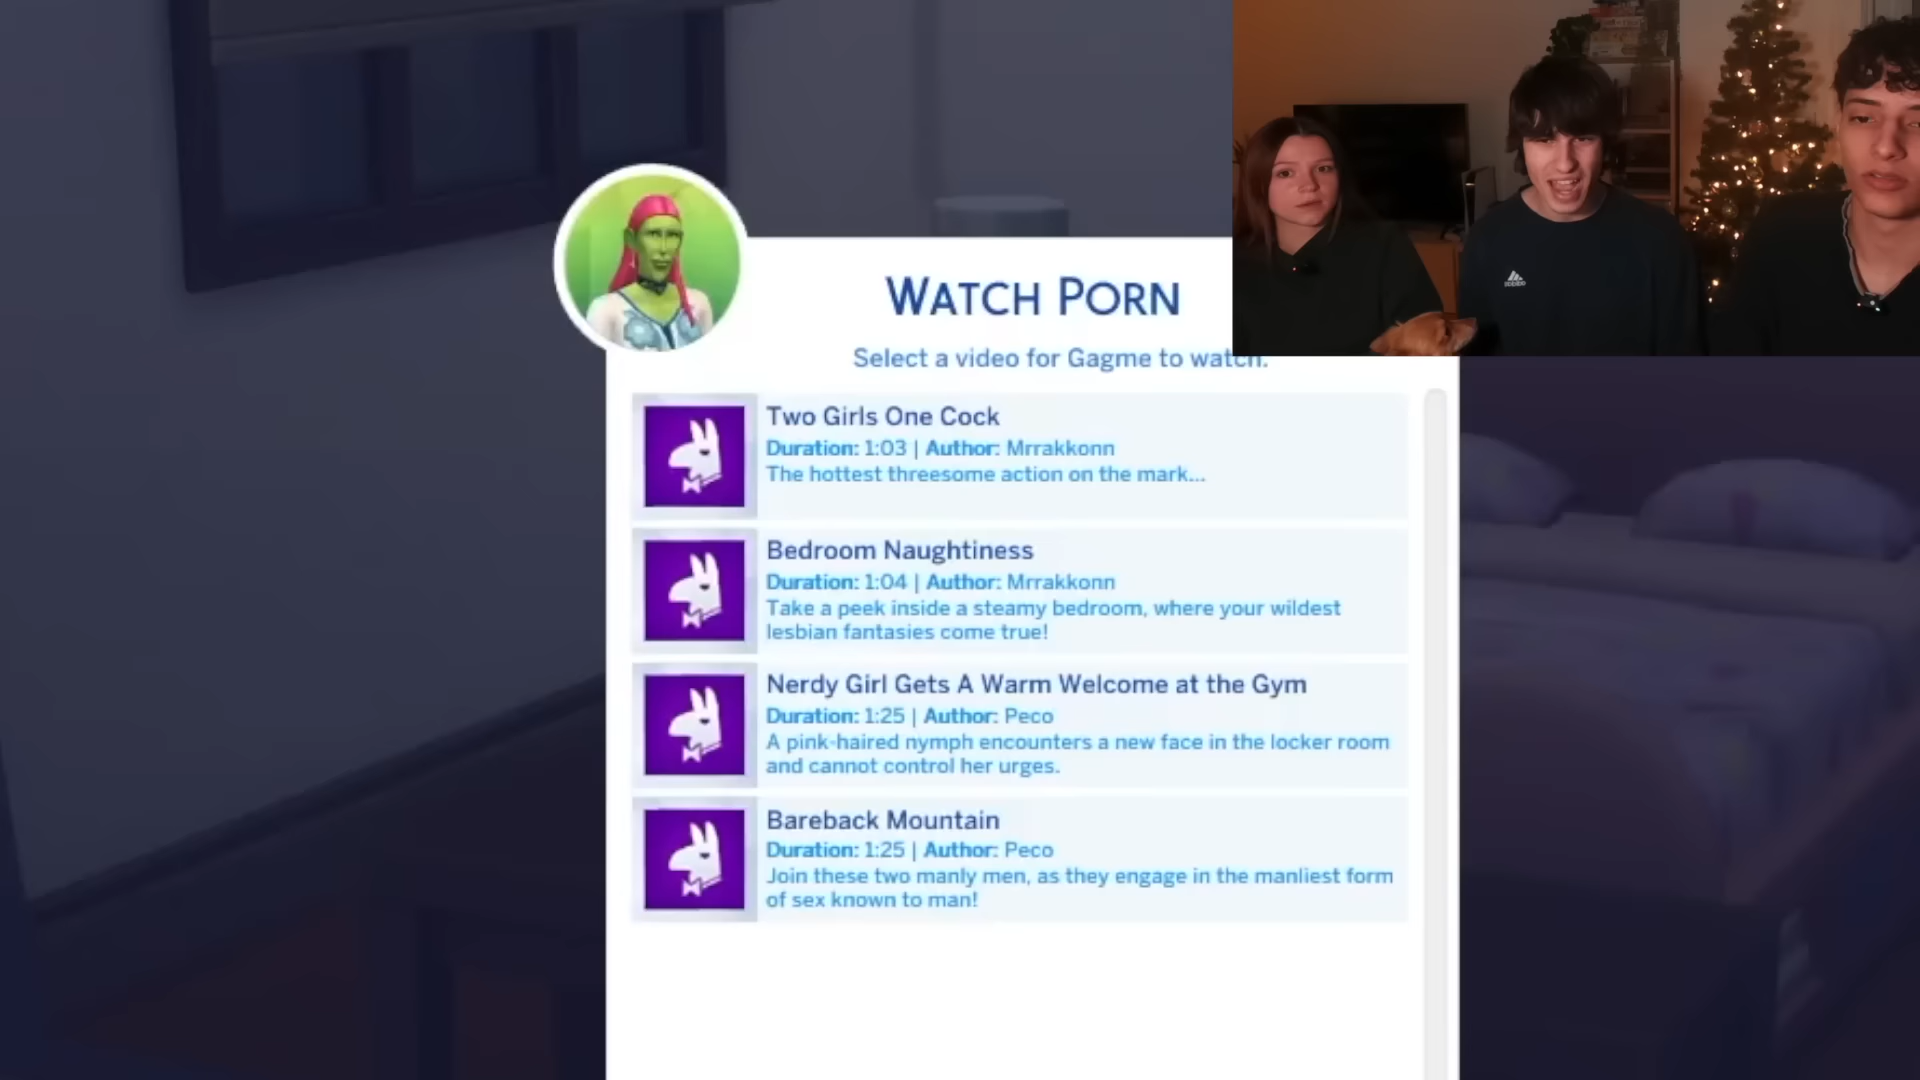 WATCH PORN
Select a video for Gagme to watch.
Two Girls One Cock
Duration: 1:03 | Author: Mrrakkonn
The hottest threesome action on the mark...
Bedroom Naughtiness
Duration: 1:04 | Author: Mrrakkonn
Take a peek inside a steamy bedroom, where your wildest
lesbian fantasies come true!
Nerdy Girl Gets A Warm Welcome at the Gym
Duration: 1:25 | Author: Peco
A pink-haired nymph encounters a new face in the locker room
and cannot control her urges.
Bareback Mountain
Duration: 1:25 | Author: Peco
Join these two manly men, as they engage in the manliest form
of sex known to man!
adidas